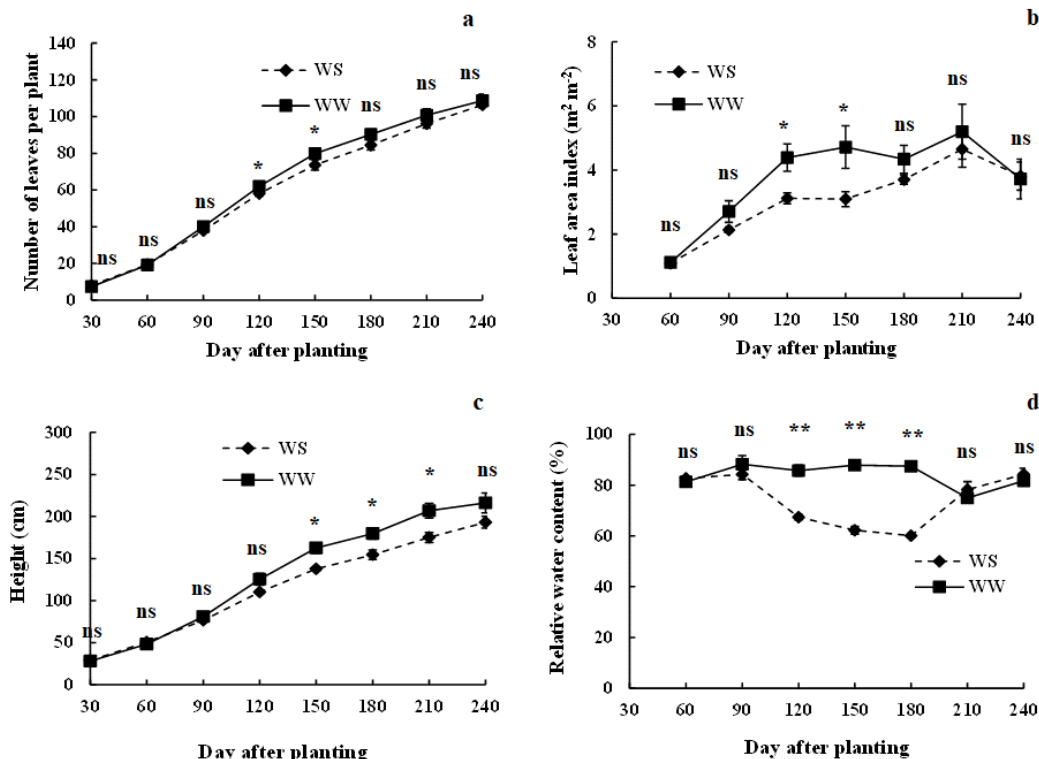 a
Number of leaves per plant
140
120
100
80
60
40
20
0
WS
WW
ns
ns
ns
*
*
ns
ns
ns
30 60 90 120 150 180 210 240
Day after planting
b
Leaf area index (m² m⁻²)
8
6
4
2
0
WS
WW
ns
ns
*
*
ns
ns
ns
30 60 90 120 150 180 210 240
Day after planting
c
Height (cm)
300
250
200
150
100
50
0
WS
WW
ns
ns
ns
ns
*
*
*
ns
30 60 90 120 150 180 210 240
Day after planting
d
Relative water content (%)
100
80
60
40
20
0
ns
ns
**
**
**
ns
ns
WS
WW
30 60 90 120 150 180 210 240
Day after planting